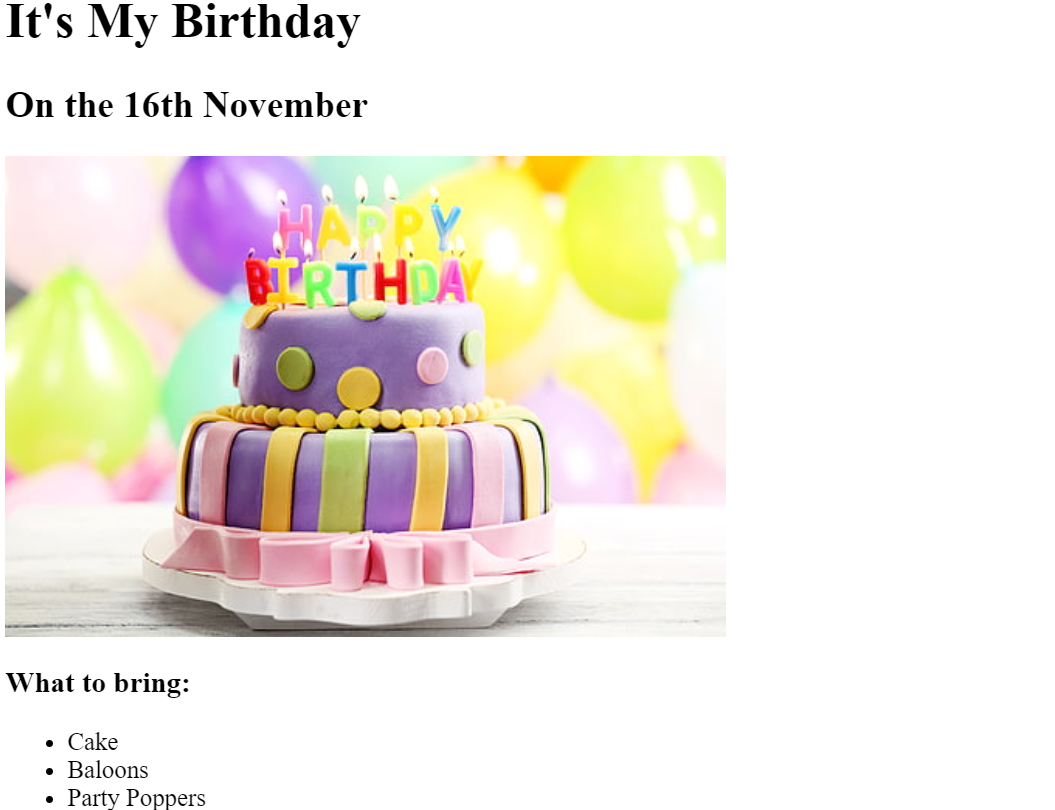 It's My Birthday
On the 16th November
HAPPY
BIRTHDAY
What to bring:
Cake
Baloons
Party Poppers